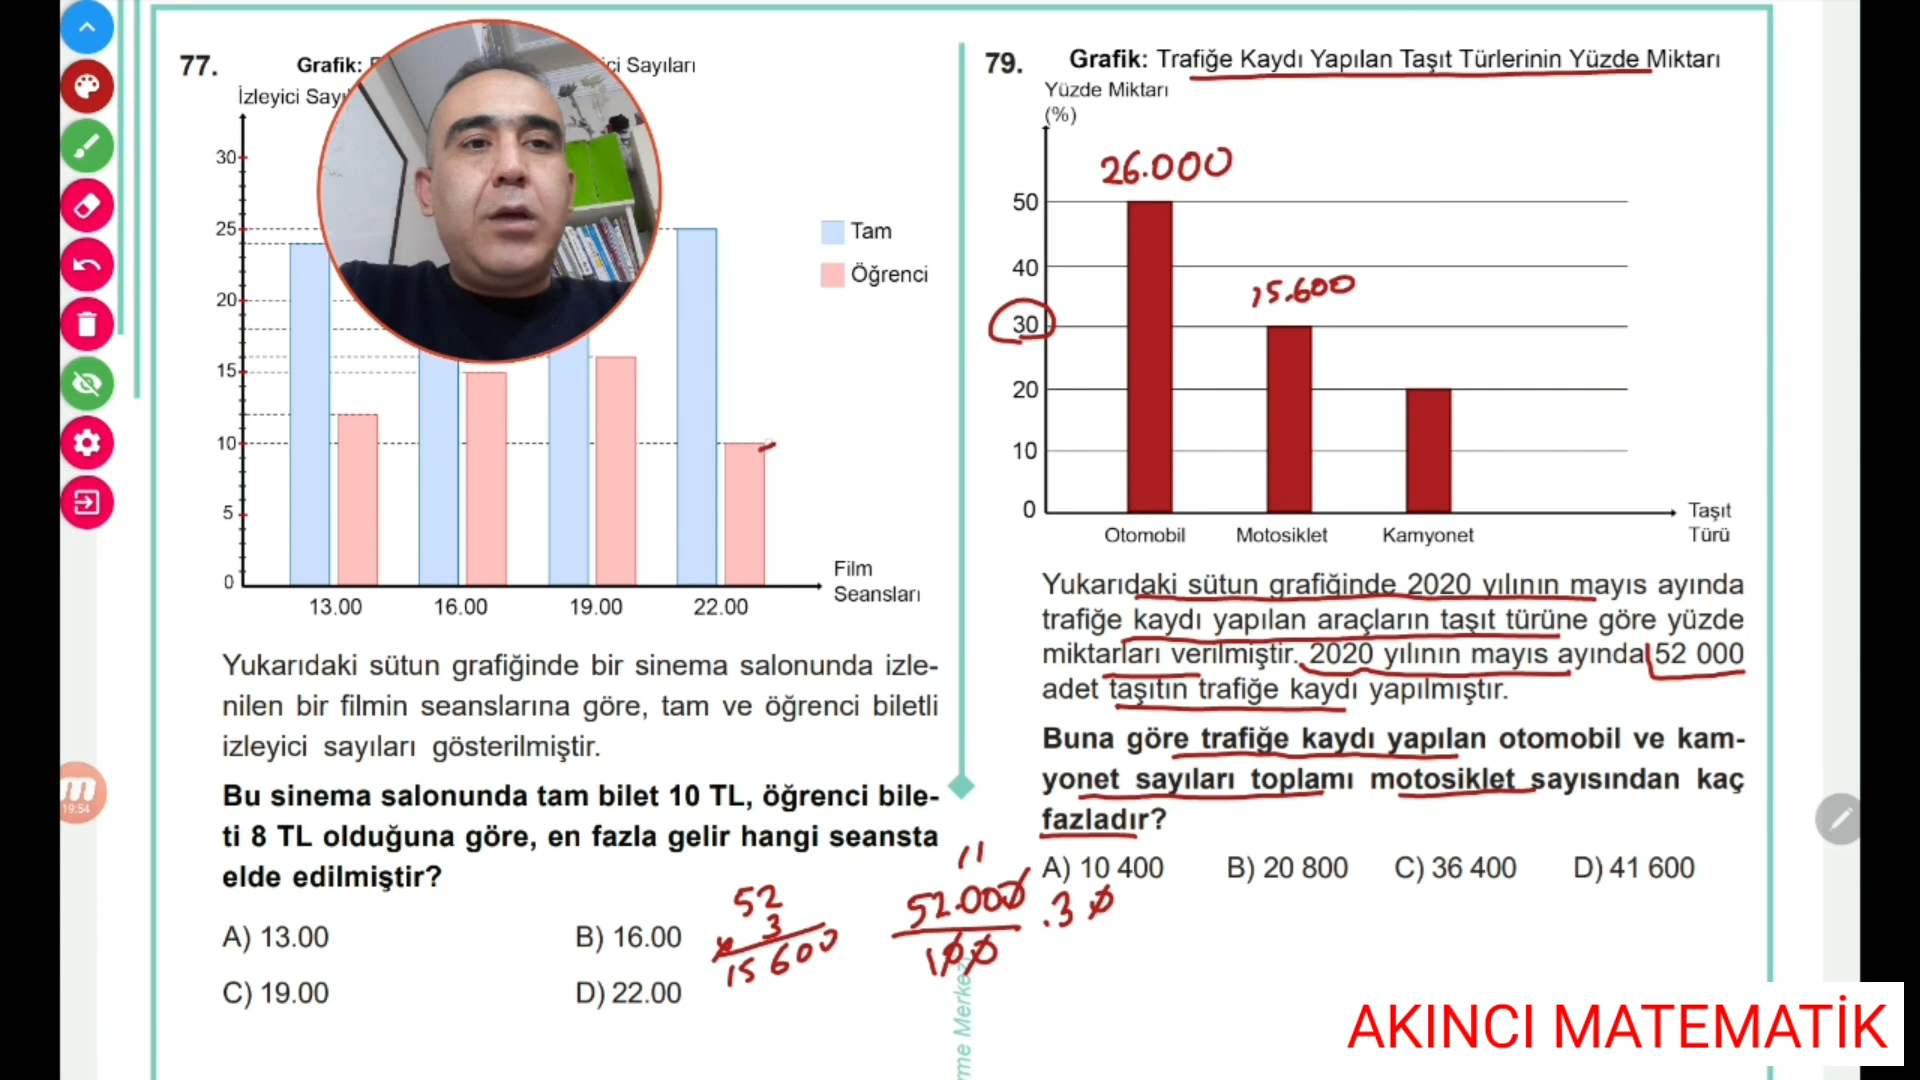 77.
Grafik:
ici Sayıları
İzleyici Sayı
30
25
20
15
10
5
0
13.00 16.00 19.00 22.00
Film
Seansları
Tam
Öğrenci
Yukarıdaki sütun grafiğinde bir sinema salonunda izle-
nilen bir filmin seanslarına göre, tam ve öğrenci biletli
izleyici sayıları gösterilmiştir.
Bu sinema salonunda tam bilet 10 TL, öğrenci bile-
ti 8 TL olduğuna göre, en fazla gelir hangi seansta
elde edilmiştir?
A) 13.00 B) 16.00
C) 19.00 D) 22.00
52
x 3
15600
11
52.000 .30
100
79.
Grafik: Trafiğe Kaydı Yapılan Taşıt Türlerinin Yüzde Miktarı
Yüzde Miktarı
(%)
26.000
15.600
50
40
30
20
10
0
Otomobil Motosiklet Kamyonet
Taşıt
Türü
Yukarıdaki sütun grafiğinde 2020 yılının mayıs ayında
trafiğe kaydı yapılan araçların taşıt türüne göre yüzde
miktarları verilmiştir. 2020 yılının mayıs ayında 52 000
adet taşıtın trafiğe kaydı yapılmıştır.
Buna göre trafiğe kaydı yapılan otomobil ve kam-
yonet sayıları toplamı motosiklet sayısından kaç
fazladır?
A) 10 400 B) 20 800 C) 36 400 D) 41 600
rme Merkezi
19:54
AKINCI MATEMATİK